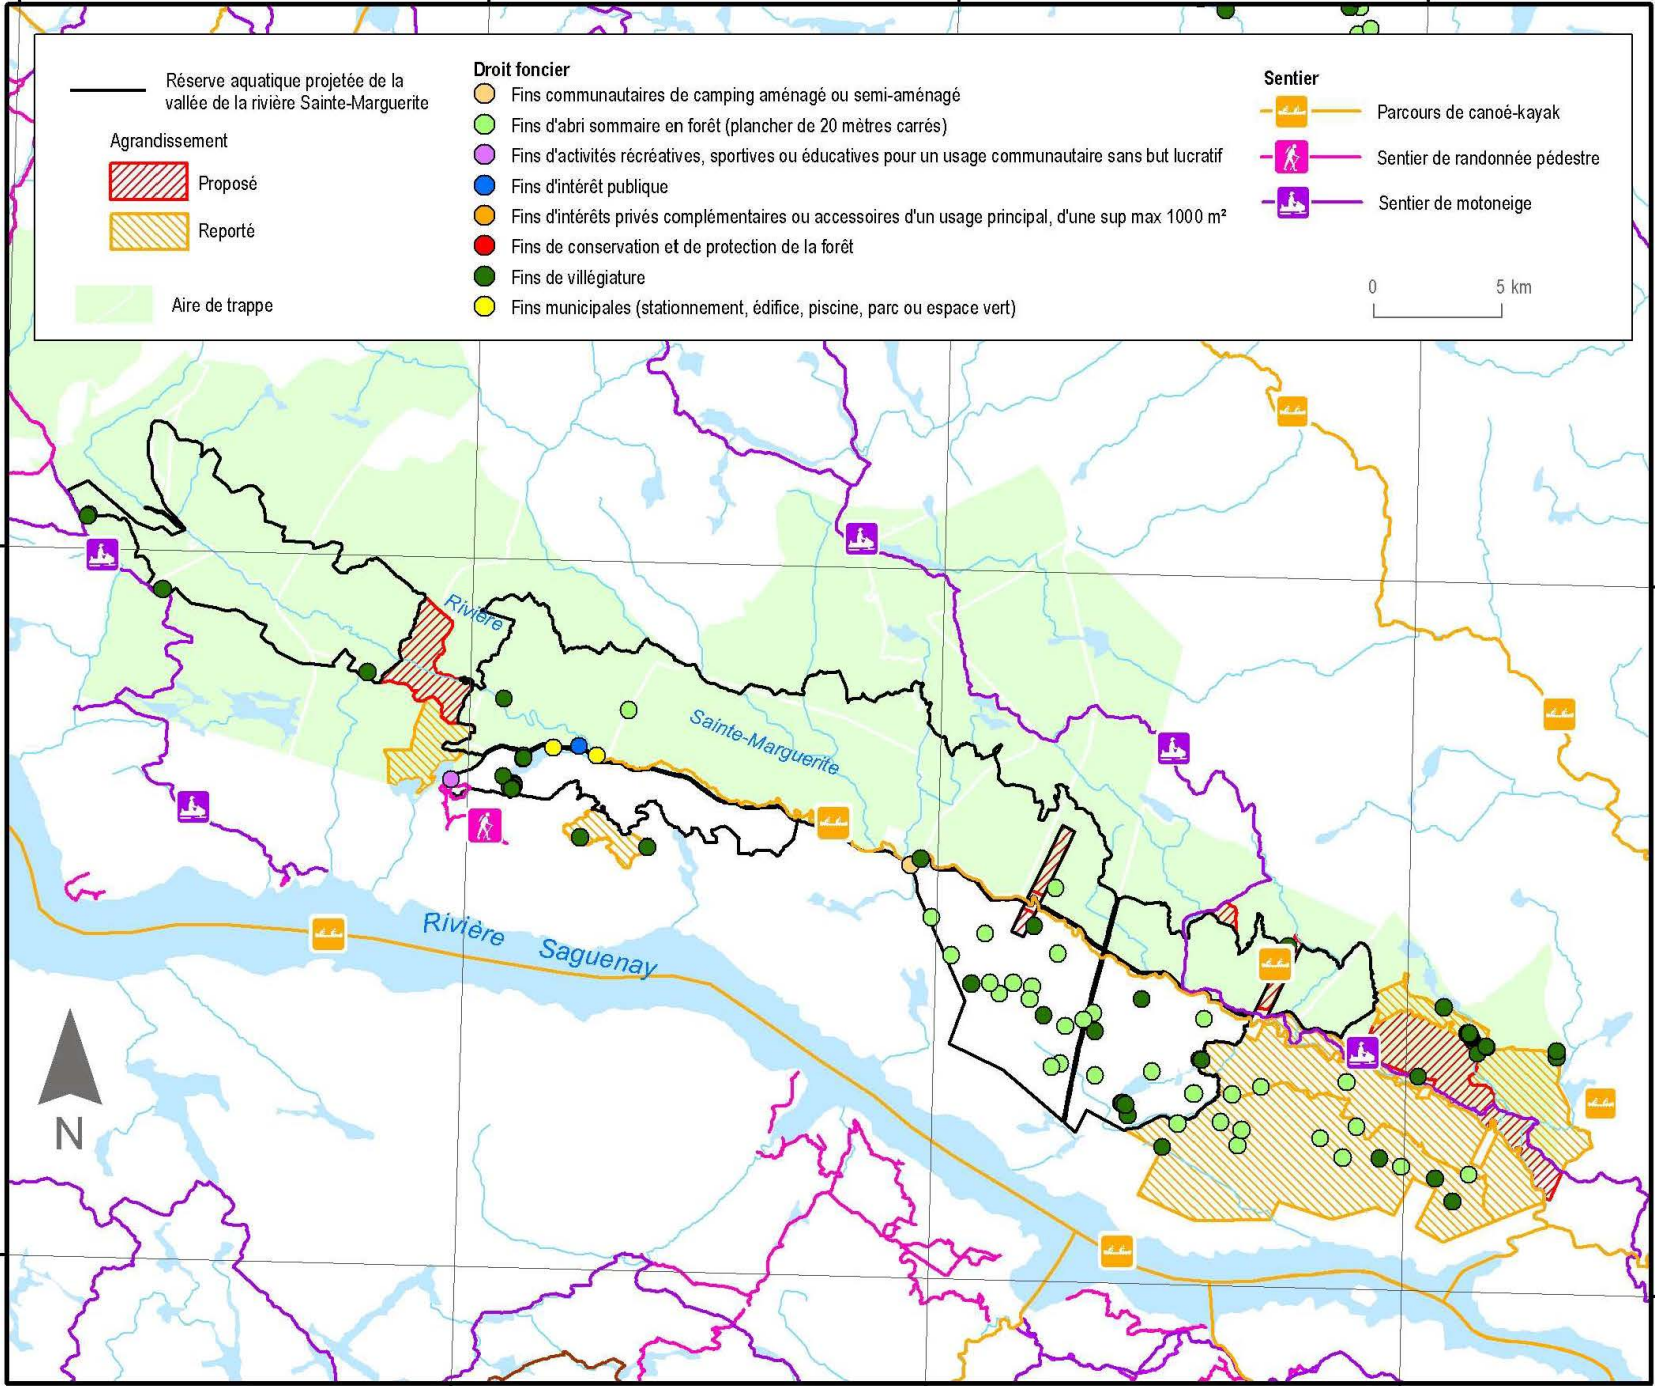 Réserve aquatique projetée de la
vallée de la rivière Sainte-Marguerite
Agrandissement
Proposé
Reporté
Aire de trappe
Droit foncier
Fins communautaires de camping aménagé ou semi-aménagé
Fins d'abri sommaire en forêt (plancher de 20 mètres carrés)
Fins d'activités récréatives, sportives ou éducatives pour un usage communautaire sans but lucratif
Fins d'intérêt publique
Fins d'intérêts privés complémentaires ou accessoires d'un usage principal, d'une sup max 1000 m²
Fins de conservation et de protection de la forêt
Fins de villégiature
Fins municipales (stationnement, édifice, piscine, parc ou espace vert)
Sentier
Parcours de canoé-kayak
Sentier de randonnée pédestre
Sentier de motoneige
0 5 km
Rivière
Sainte-Marguerite
Rivière Saguenay
N